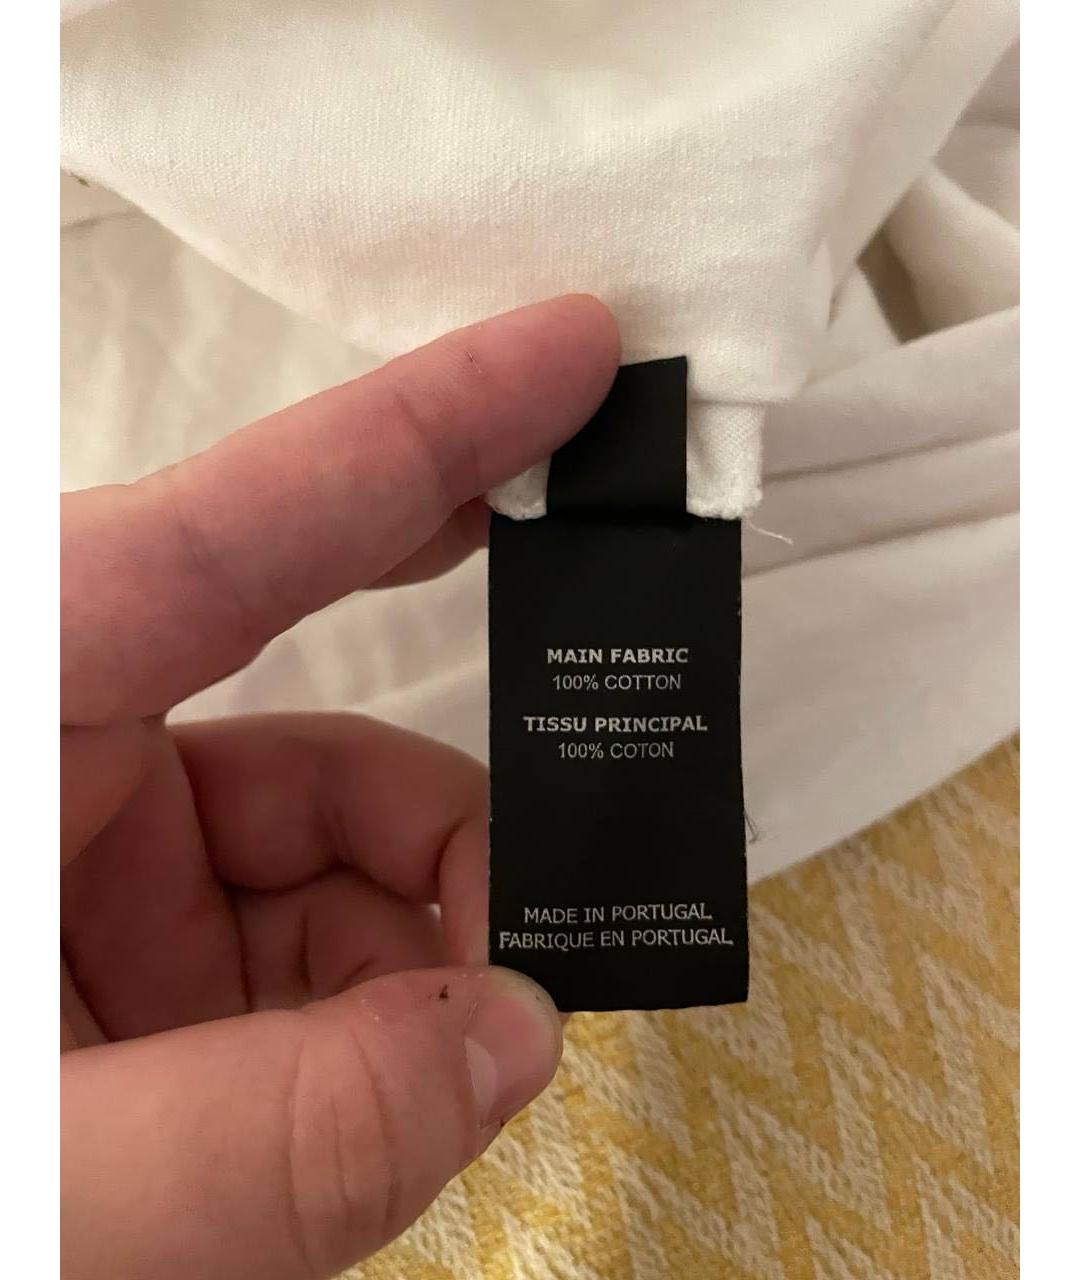 MAIN FABRIC
100% COTTON
TISSU PRINCIPAL
100% COTON
MADE IN PORTUGAL
FABRIQUE EN PORTUGAL